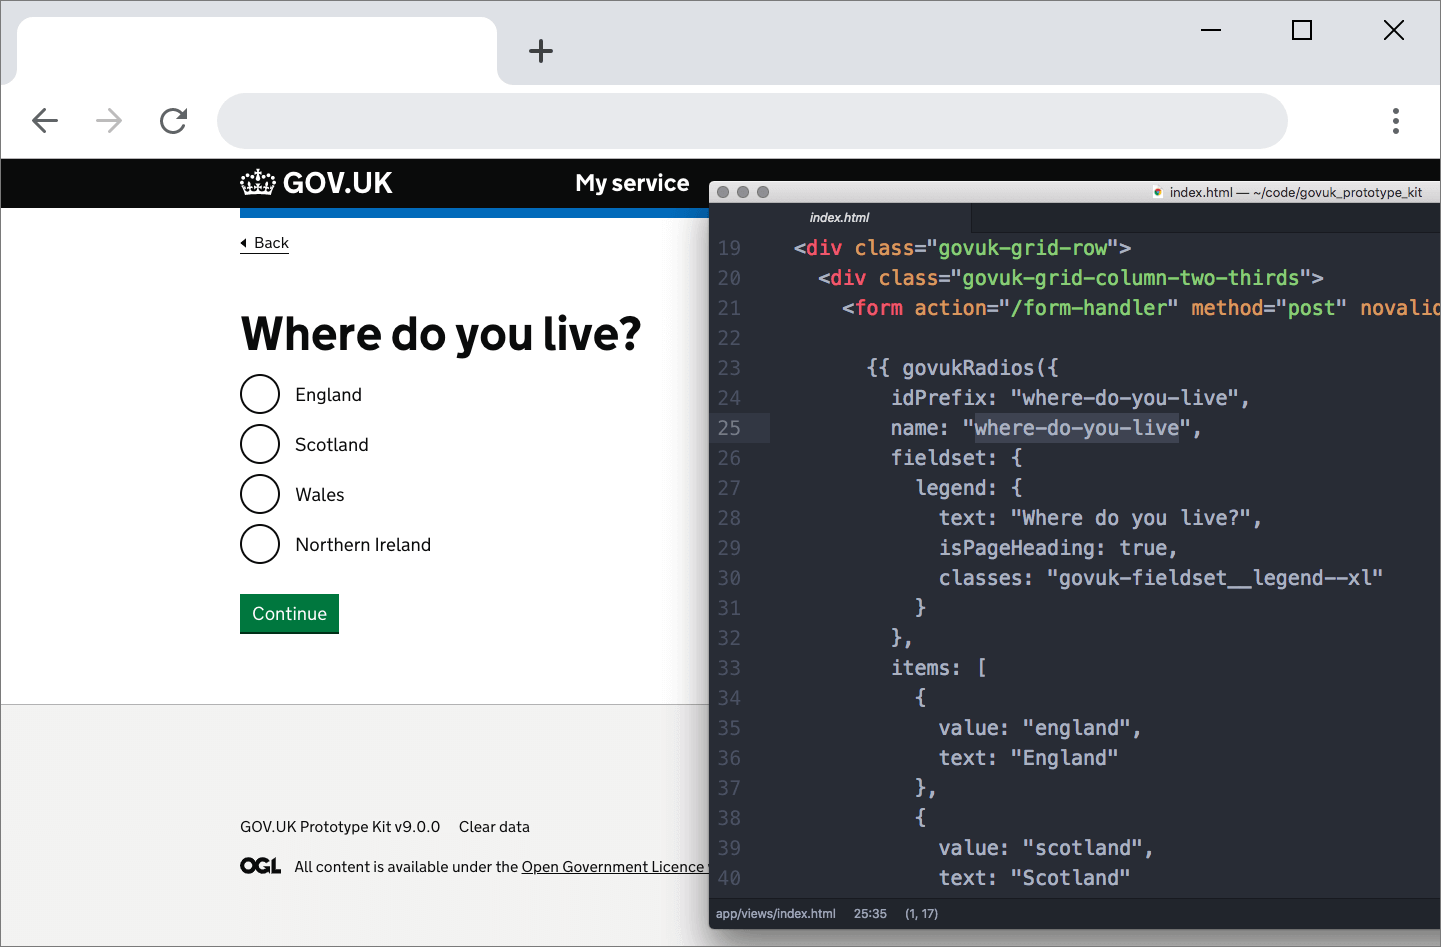 GOV.UK
My service
Back
Where do you live?
England
Scotland
Wales
Northern Ireland
Continue
GOV.UK Prototype Kit v9.0.0 Clear data
OGL All content is available under the Open Government Licence
index.html — ~/code/govuk_prototype_kit
index.html
19 <div class="govuk-grid-row">
20 <div class="govuk-grid-column-two-thirds">
21 <form action="/form-handler" method="post" novalid
22
23 {{ govukRadios({
24 idPrefix: "where-do-you-live",
25 name: "where-do-you-live",
26 fieldset: {
27 legend: {
28 text: "Where do you live?",
29 isPageHeading: true,
30 classes: "govuk-fieldset__legend--xl"
31 }
32 },
33 items: [
34 {
35 value: "england",
36 text: "England"
37 },
38 {
39 value: "scotland",
40 text: "Scotland"
app/views/index.html 25:35 (1, 17)